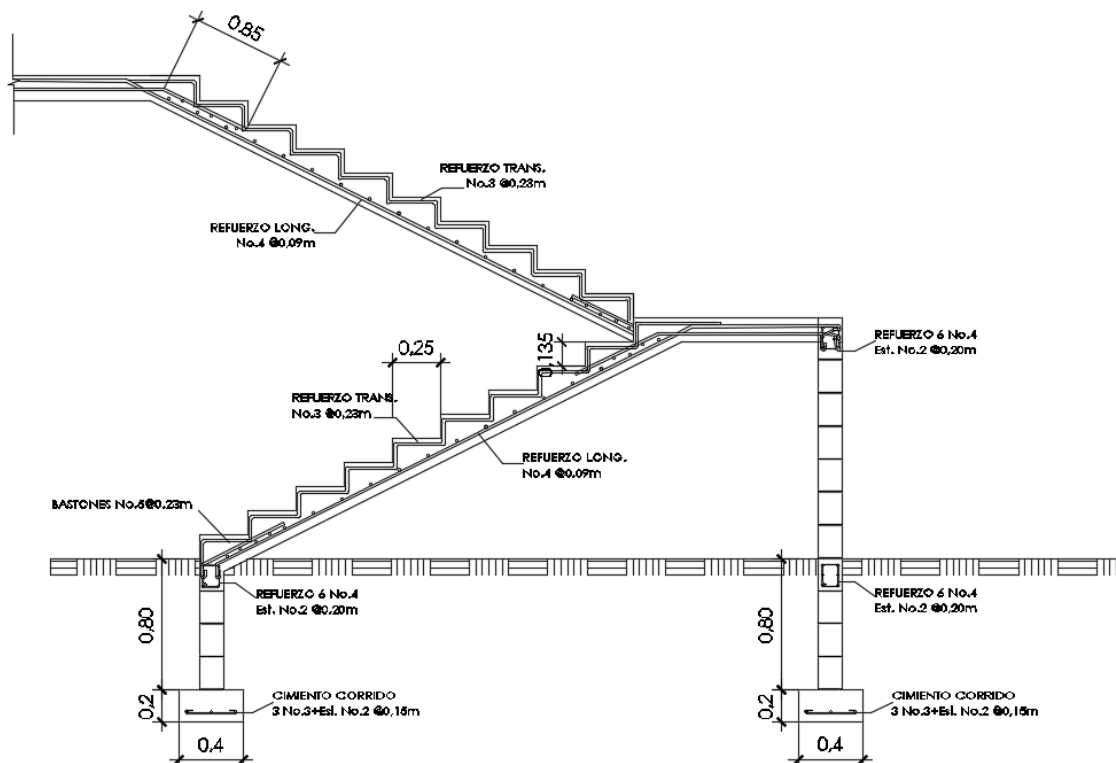 0.85
REFUERZO TRANS.
No.3 @0,23m
REFUERZO LONG.
No.4 @0,09m
0,25
,135
REFUERZO 6 No.4
Est. No.2 @0,20m
REFUERZO TRANS.
No.3 @0,23m
REFUERZO LONG.
No.4 @0,09m
BASTONES No.5@0,23m
REFUERZO 6 No.4
Est. No.2 @0,20m
REFUERZO 6 No.4
Est. No.2 @0,20m
0,80
0,80
CIMIENTO CORRIDO
3 No.3+Est. No.2 @0,15m
CIMIENTO CORRIDO
3 No.3+Est. No.2 @0,15m
0,2
0,2
0,4
0,4